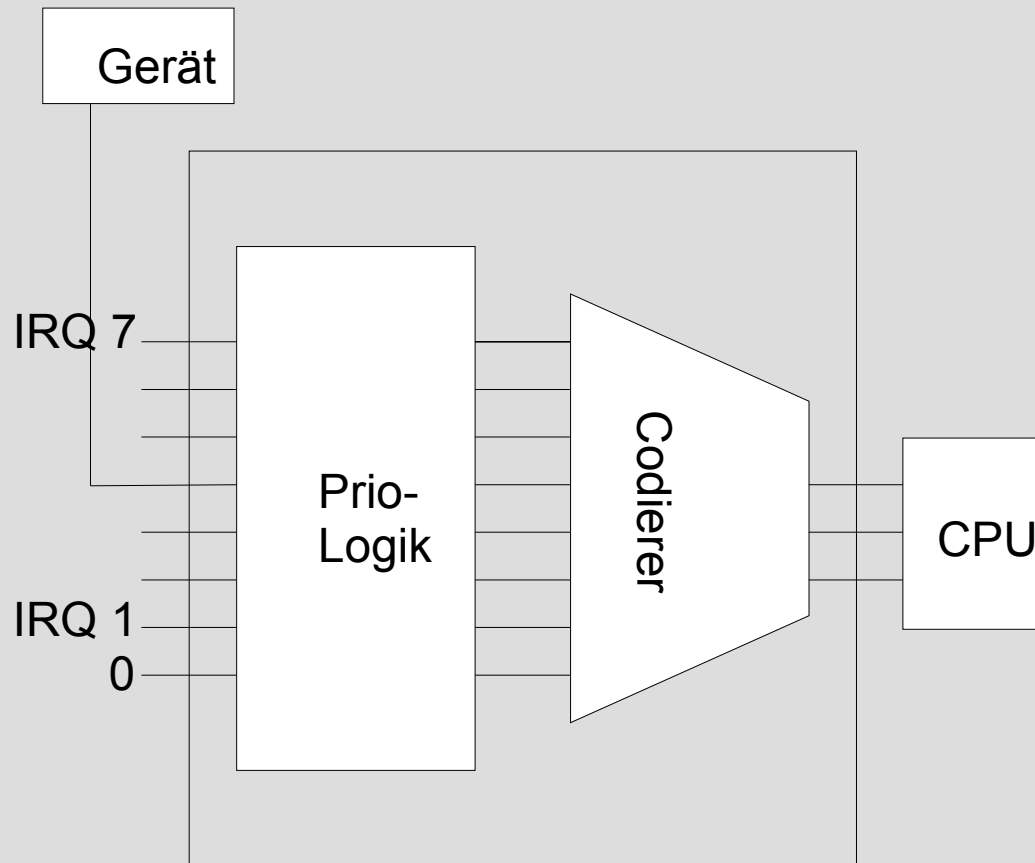 Gerät
IRQ 7
Prio-
Logik
Codierer
CPU
IRQ 1
0